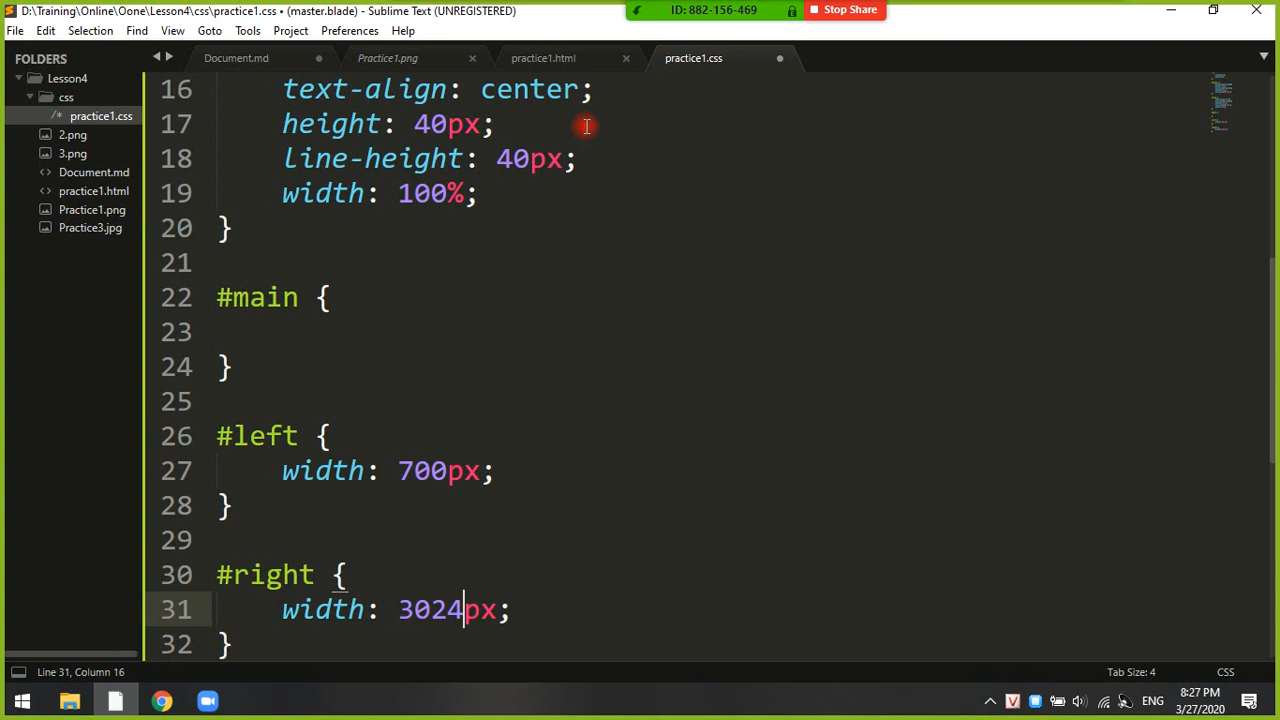 D:\Training\Online\Oone\Lesson4\css\practice1.css • (master.blade) - Sublime Text (UNREGISTERED)
ID: 882-156-469
Stop Share
File Edit Selection Find View Goto Tools Project Preferences Help
FOLDERS
Lesson4
css
/* practice1.css
2.png
3.png
<> Document.md
<> practice1.html
Practice1.png
Practice3.jpg
Document.md
Practice1.png
practice1.html
practice1.css
16 text-align: center;
17 height: 40px;
18 line-height: 40px;
19 width: 100%;
20 }
21
22 #main {
23
24 }
25
26 #left {
27 width: 700px;
28 }
29
30 #right {
31 width: 3024px;
32 }
Line 31, Column 16
Tab Size: 4
CSS
ENG
8:27 PM
3/27/2020